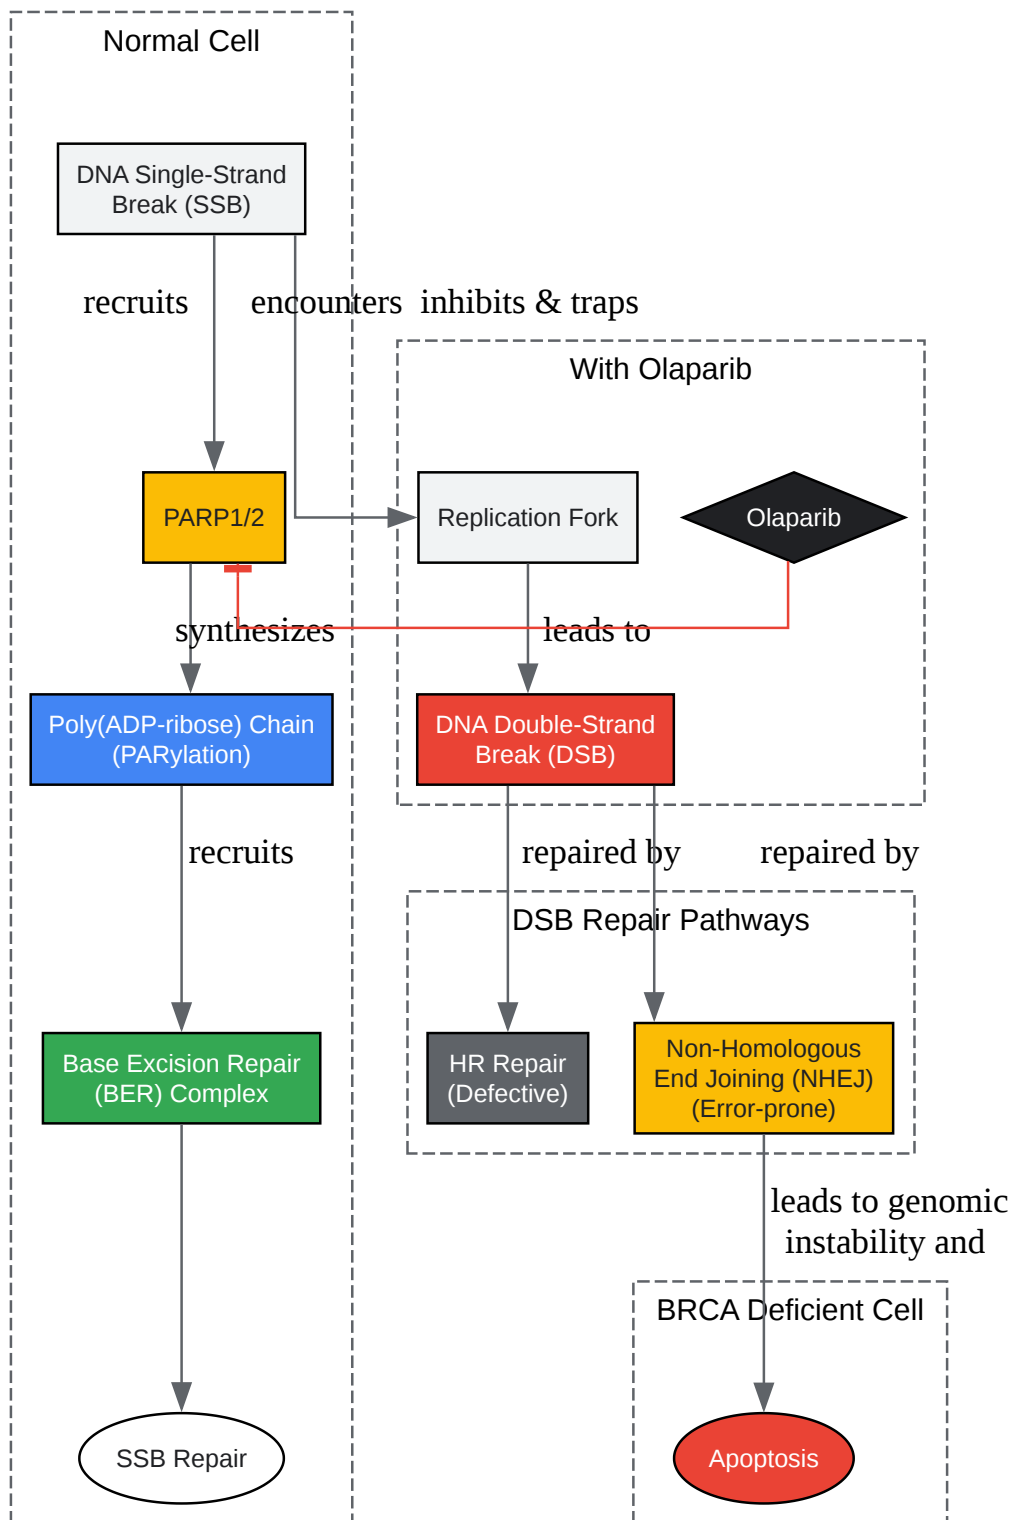 Normal Cell
DNA Single-Strand
Break (SSB)
recruits
encounters
inhibits & traps
With Olaparib
PARP1/2
Replication Fork
Olaparib
synthesizes
leads to
Poly(ADP-ribose) Chain
(PARylation)
DNA Double-Strand
Break (DSB)
recruits
repaired by
repaired by
DSB Repair Pathways
Base Excision Repair
(BER) Complex
HR Repair
(Defective)
Non-Homologous
End Joining (NHEJ)
(Error-prone)
leads to genomic
instability and
BRCA Deficient Cell
SSB Repair
Apoptosis